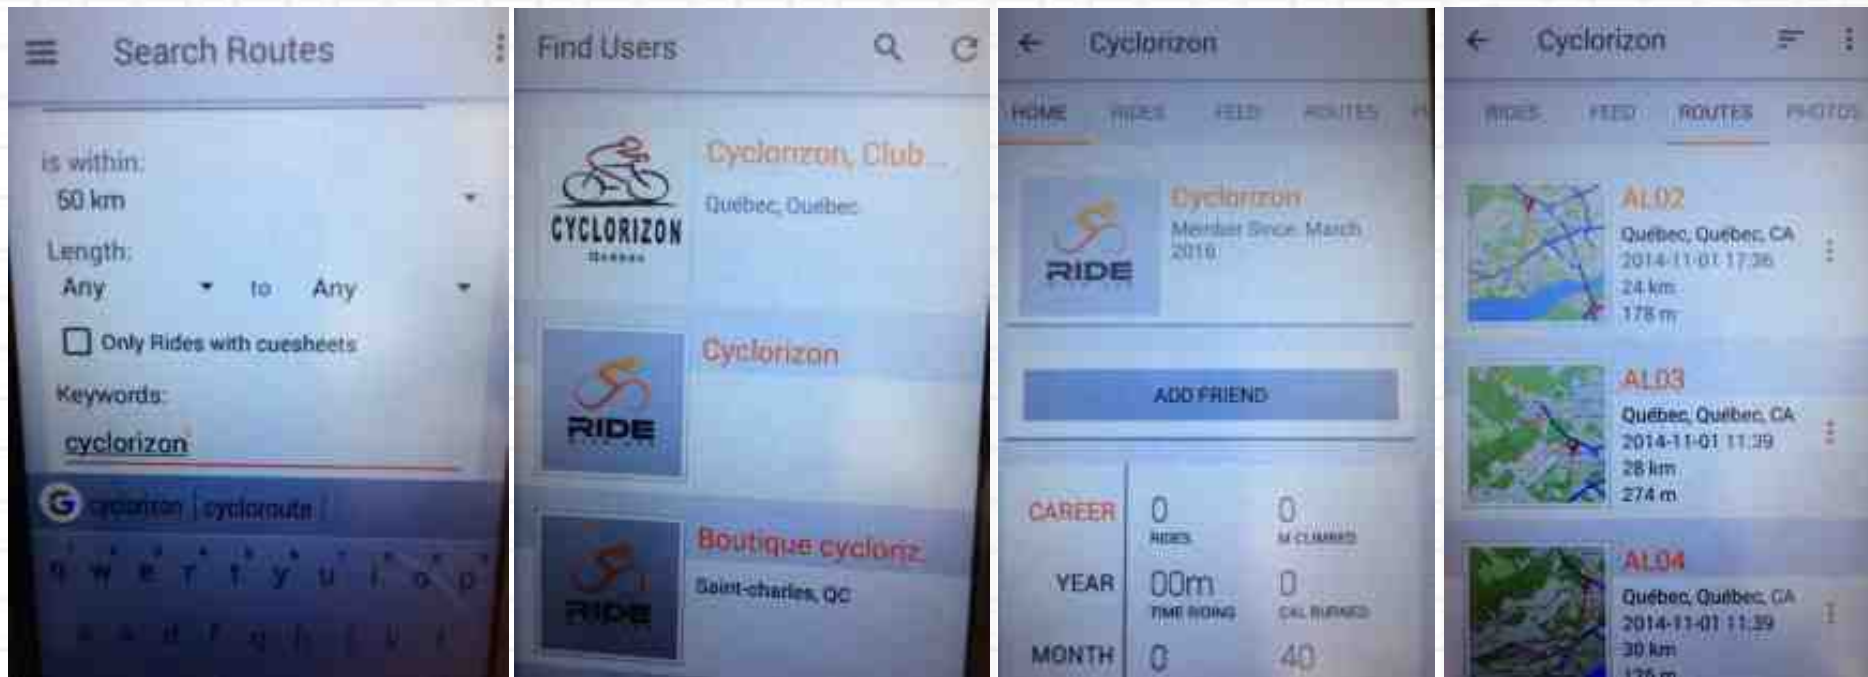 Search Routes
is within:
50 km
Length:
Any to Any
Only Rides with cuesheets
Keywords:
cyclorizon
G cyclorizon cycloroute
q w e r t y u i o p
Find Users
Cyclorizon, Club...
Québec, Québec
CYCLORIZON
Québec
Cyclorizon
RIDE
Boutique cycloriz.
Saint-charles, QC
RIDE
Cyclorizon
HOME RIDES FEED ROUTES
Cyclorizon
Member Since: March
2016
RIDE
ADD FRIEND
CAREER 0 0
RIDES M CLIMBED
YEAR 00m 0
TIME RIDING CAL BURNED
MONTH 0 40
Cyclorizon
RIDES FEED ROUTES PHOTOS
AL02
Québec, Québec, CA
2014-11-01 17:36
24 km
178 m
AL03
Québec, Québec, CA
2014-11-01 11:39
28 km
274 m
AL04
Québec, Québec, CA
2014-11-01 11:39
30 km